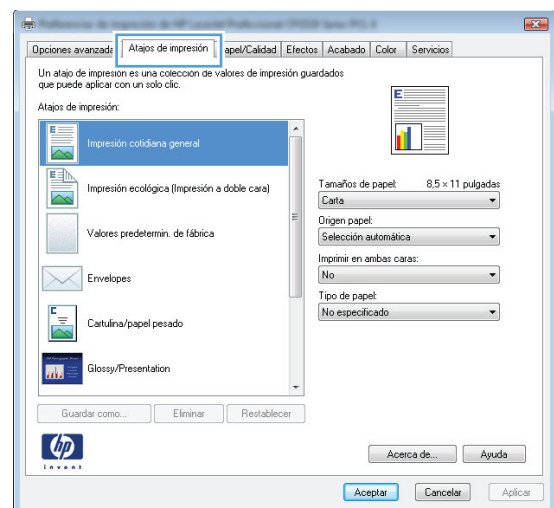 Opciones avanzada Atajos de impresión apel/Calidad Efectos Acabado Color Servicios
Un atajo de impresión es una colección de valores de impresión guardados
que puede aplicar con un solo clic.
Atajos de impresión:
Impresión cotidiana general
Impresión ecológica (Impresión a doble cara)
Valores predetermin. de fábrica
Envelopes
Cartulina/papel pesado
Glossy/Presentation
Guardar como... Eliminar Restablecer
E
Tamaños de papel: 8,5 × 11 pulgadas
Carta
Origen papel:
Selección automática
Imprimir en ambas caras:
No
Tipo de papel:
No especificado
hp
invent
Acerca de... Ayuda
Aceptar Cancelar Aplicar